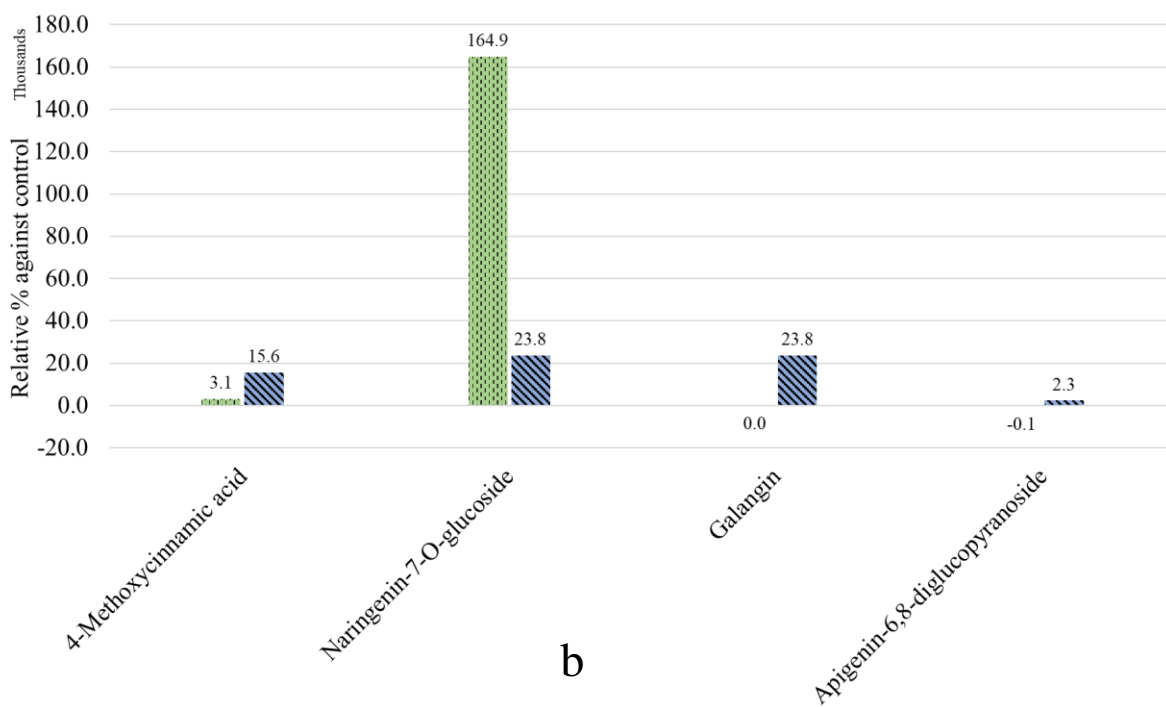 Thousands
Relative % against control
180.0
160.0
140.0
120.0
100.0
80.0
60.0
40.0
20.0
0.0
-20.0
164.9
23.8
23.8
15.6
3.1
2.3
0.0
-0.1
4-Methoxycinnamic acid
Naringenin-7-O-glucoside
Galangin
Apigenin-6,8-diglucopyranoside
b